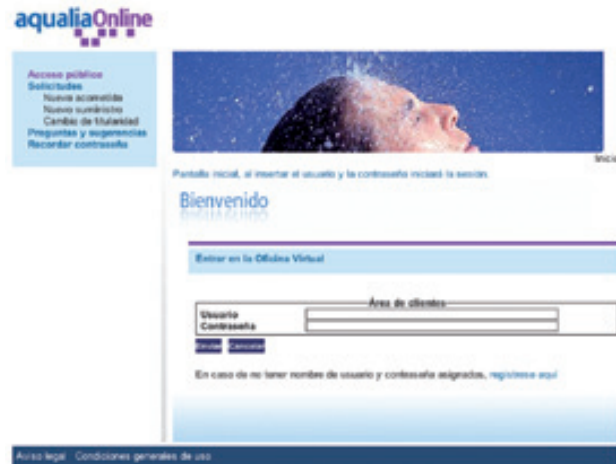 aqualiaOnline
Acceso público
Solicitudes
Nueva acometida
Nuevo suministro
Cambio de titularidad
Preguntas y sugerencias
Recordar contraseña
Inicio
Pantalla inicial, al insertar el usuario y la contraseña iniciará la sesión.
Bienvenido
Entrar en la Oficina Virtual
Área de clientes
Usuario
Contraseña
Enviar Cancelar
En caso de no tener nombre de usuario y contraseña asignados, regístrese aquí
Aviso legal Condiciones generales de uso